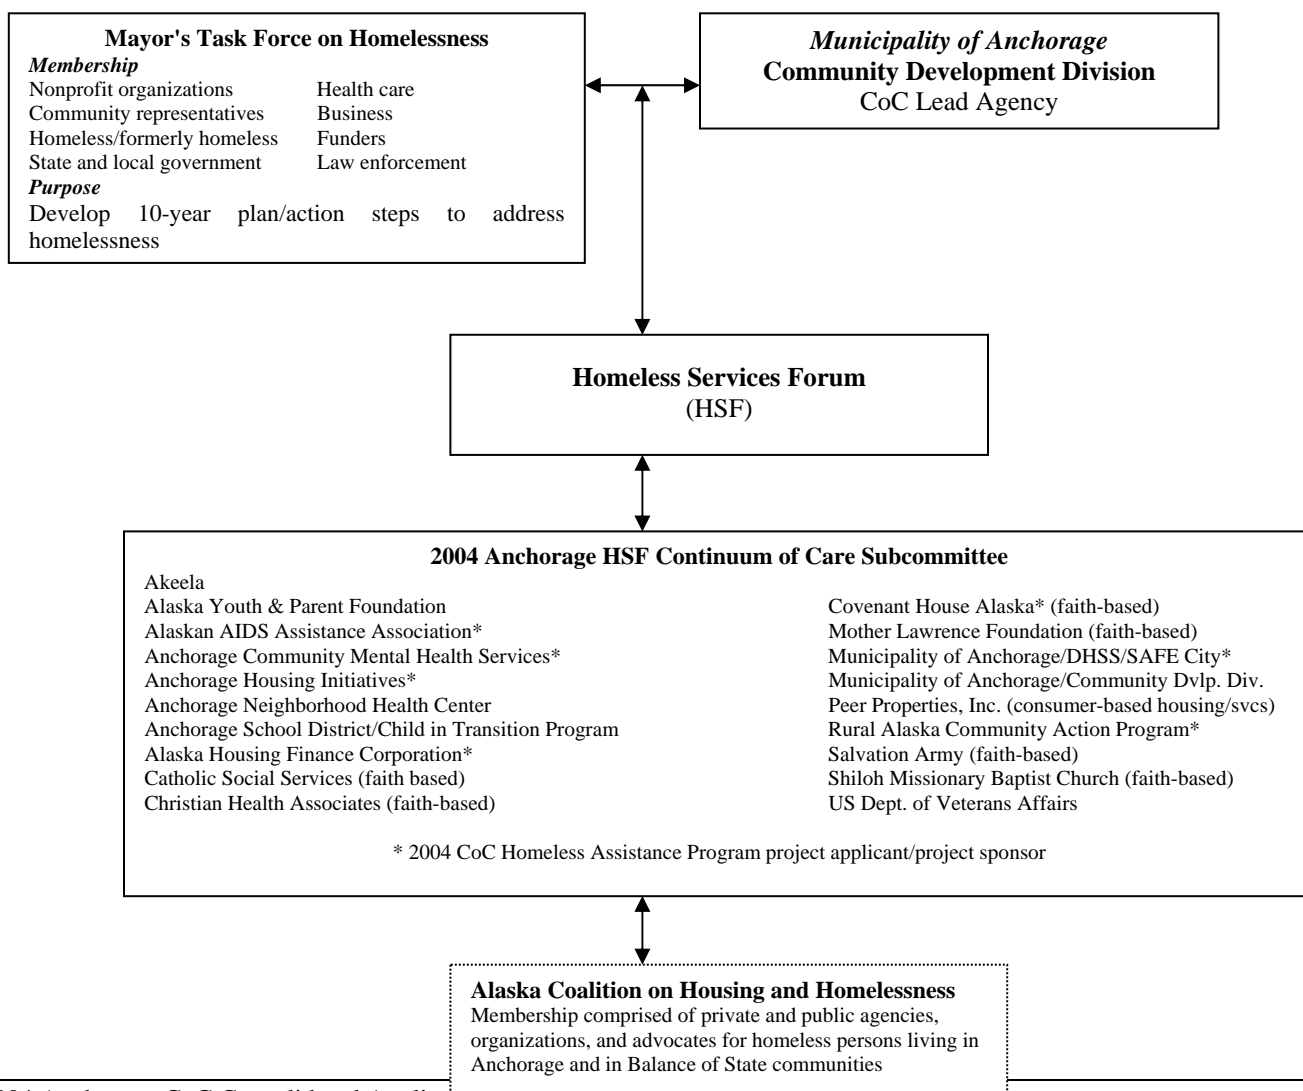 Mayor's Task Force on Homelessness
Membership
Nonprofit organizations Health care
Community representatives Business
Homeless/formerly homeless Funders
State and local government Law enforcement
Purpose
Develop 10-year plan/action steps to address
homelessness
Municipality of Anchorage
Community Development Division
CoC Lead Agency
Homeless Services Forum
(HSF)
2004 Anchorage HSF Continuum of Care Subcommittee
Akeela
Alaska Youth & Parent Foundation
Alaskan AIDS Assistance Association*
Anchorage Community Mental Health Services*
Anchorage Housing Initiatives*
Anchorage Neighborhood Health Center
Anchorage School District/Child in Transition Program
Alaska Housing Finance Corporation*
Catholic Social Services (faith based)
Christian Health Associates (faith-based)
Covenant House Alaska* (faith-based)
Mother Lawrence Foundation (faith-based)
Municipality of Anchorage/DHSS/SAFE City*
Municipality of Anchorage/Community Dvlp. Div.
Peer Properties, Inc. (consumer-based housing/svcs)
Rural Alaska Community Action Program*
Salvation Army (faith-based)
Shiloh Missionary Baptist Church (faith-based)
US Dept. of Veterans Affairs
* 2004 CoC Homeless Assistance Program project applicant/project sponsor
Alaska Coalition on Housing and Homelessness
Membership comprised of private and public agencies,
organizations, and advocates for homeless persons living in
Anchorage and in Balance of State communities